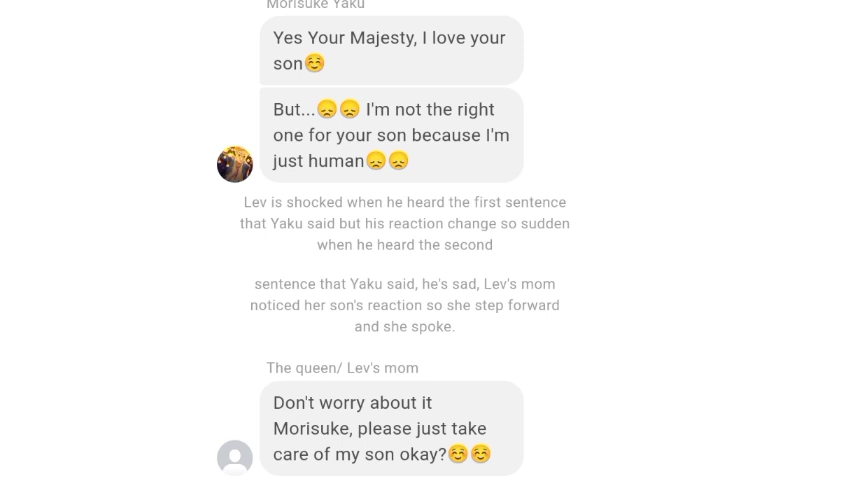 Morisuke Yaku
Yes Your Majesty, I love your
son☺️
But...😞😞 I'm not the right
one for your son because I'm
just human😞😞
Lev is shocked when he heard the first sentence
that Yaku said but his reaction change so sudden
when he heard the second
sentence that Yaku said, he's sad, Lev's mom
noticed her son's reaction so she step forward
and she spoke.
The queen/ Lev's mom
Don't worry about it
Morisuke, please just take
care of my son okay?☺️☺️